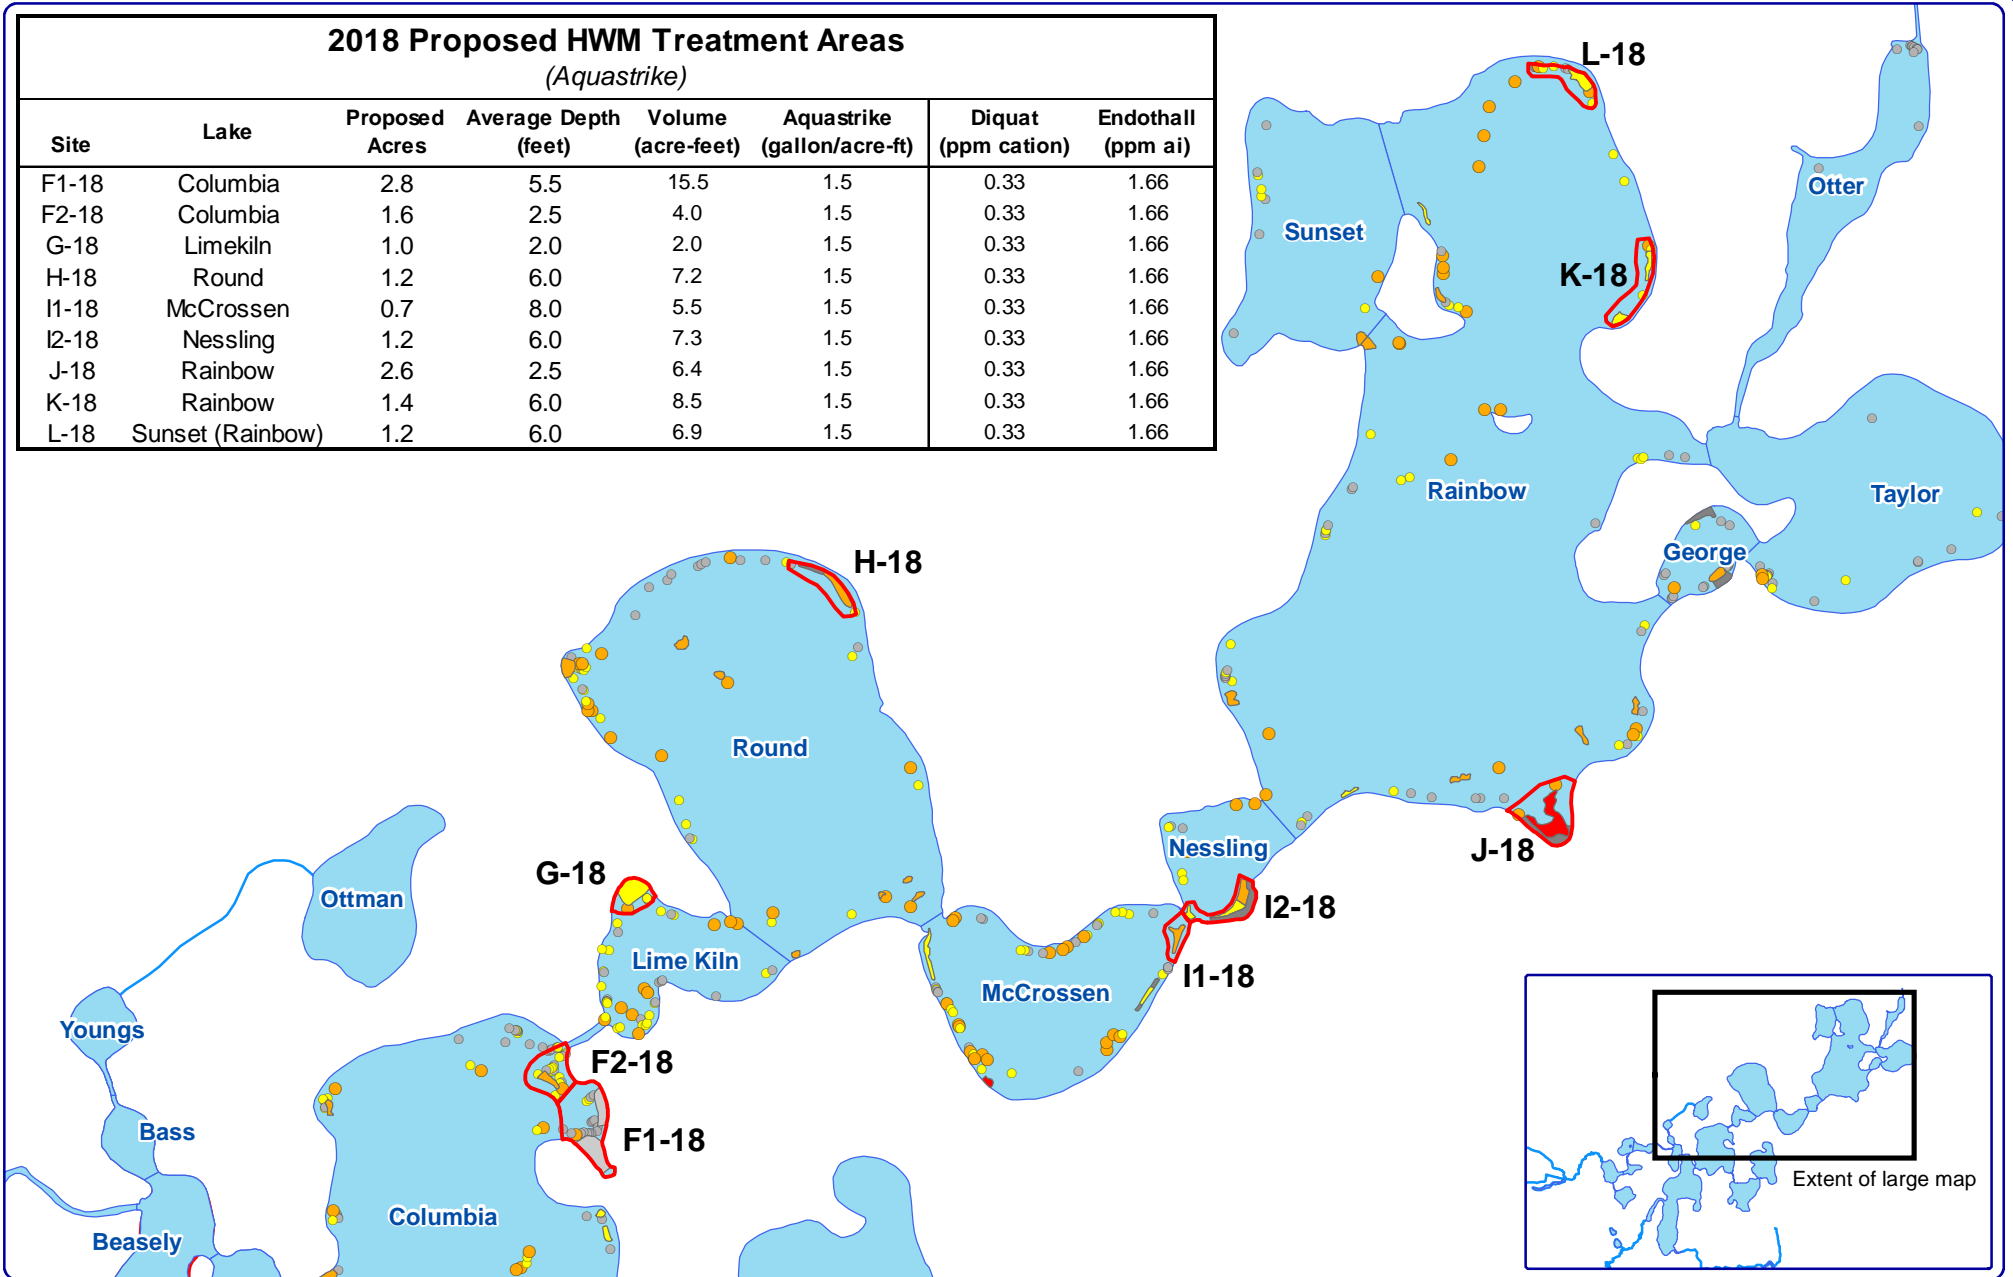 2018 Proposed HWM Treatment Areas
(Aquastrike)
Site Lake Proposed Acres Average Depth (feet) Volume (acre-feet) Aquastrike (gallon/acre-ft) Diquat (ppm cation) Endothall (ppm ai)
F1-18 Columbia 2.8 5.5 15.5 1.5 0.33 1.66
F2-18 Columbia 1.6 2.5 4.0 1.5 0.33 1.66
G-18 Limekiln 1.0 2.0 2.0 1.5 0.33 1.66
H-18 Round 1.2 6.0 7.2 1.5 0.33 1.66
I1-18 McCrossen 0.7 8.0 5.5 1.5 0.33 1.66
I2-18 Nessling 1.2 6.0 7.3 1.5 0.33 1.66
J-18 Rainbow 2.6 2.5 6.4 1.5 0.33 1.66
K-18 Rainbow 1.4 6.0 8.5 1.5 0.33 1.66
L-18 Sunset (Rainbow) 1.2 6.0 6.9 1.5 0.33 1.66
L-18
Otter
Sunset
K-18
Rainbow
Taylor
George
H-18
Round
Nessling
J-18
G-18
Ottman
I2-18
Lime Kiln
I1-18
McCrossen
Youngs
F2-18
Bass
F1-18
Columbia
Beasely
Extent of large map